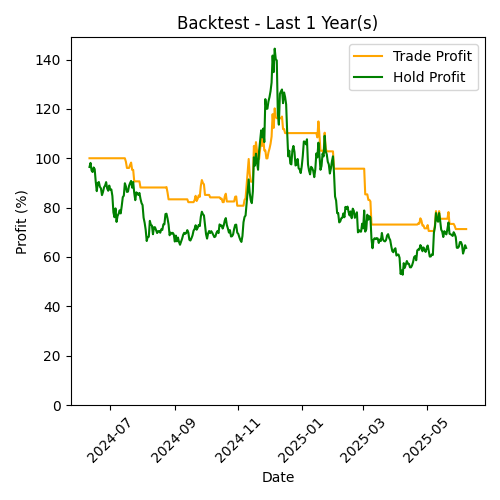 Backtest - Last 1 Year(s)
Trade Profit
Hold Profit
Profit (%)
140
120
100
80
60
40
20
0
2024-07
2024-09
2024-11
2025-01
2025-03
2025-05
Date